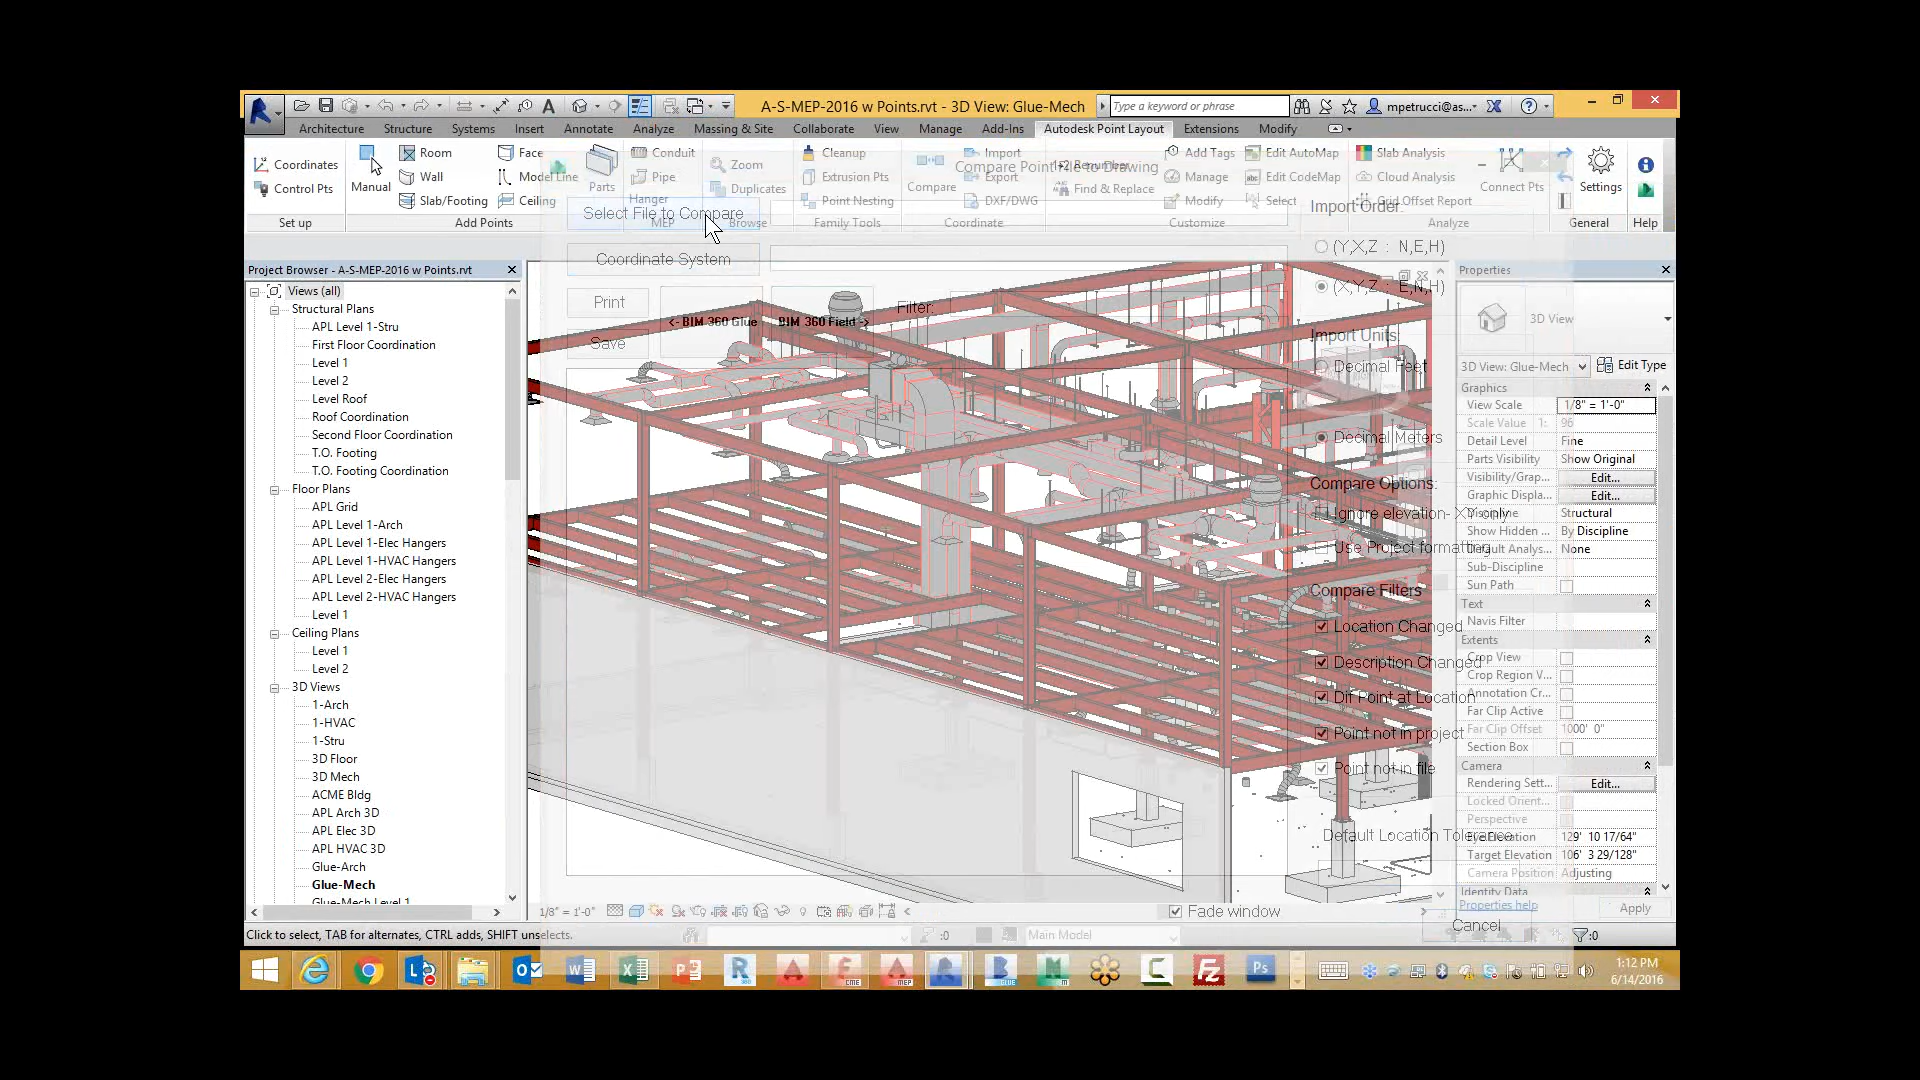 A-S-MEP-2016 w Points.rvt - 3D View: Glue-Mech
Type a keyword or phrase
mpetrucci@as...
Architecture Structure Systems Insert Annotate Analyze Massing & Site Collaborate View Manage Add-Ins Autodesk Point Layout Extensions Modify
Coordinates
Control Pts
Set up
Manual
Room
Wall
Slab/Footing
Face
Model Line
Ceiling
Add Points
Parts
Conduit
Pipe
Hanger
MEP
Zoom
Duplicates
Browse
Cleanup
Extrusion Pts
Point Nesting
Family Tools
Compare
Import
Export
DXF/DWG
Coordinate
Renumber
Find & Replace
Add Tags
Manage
Modify
Edit AutoMap
Edit CodeMap
Select
Customize
Slab Analysis
Cloud Analysis
Grid Offset Report
Analyze
Connect Pts
Settings
General
Help
Compare Point File to Drawing
Select File to Compare
Coordinate System
Print
Save
<- BIM 360 Glue
BIM 360 Field ->
Filter:
Import Order:
(Y,X,Z : N,E,H)
(X,Y,Z : E,N,H)
Import Units:
Decimal Feet
Decimal Meters
Compare Options:
Ignore elevation- XY only
Use Project formatting
Compare Filters
Location Changed
Description Changed
Dif Point at Location
Point not in project
Point not in file
Default Location Tolerance
Fade window
Cancel
Project Browser - A-S-MEP-2016 w Points.rvt
Views (all)
Structural Plans
APL Level 1-Stru
First Floor Coordination
Level 1
Level 2
Level Roof
Roof Coordination
Second Floor Coordination
T.O. Footing
T.O. Footing Coordination
Floor Plans
APL Grid
APL Level 1-Arch
APL Level 1-Elec Hangers
APL Level 1-HVAC Hangers
APL Level 2-Elec Hangers
APL Level 2-HVAC Hangers
Level 1
Ceiling Plans
Level 1
Level 2
3D Views
1-Arch
1-HVAC
1-Stru
3D Floor
3D Mech
ACME Bldg
APL Arch 3D
APL Elec 3D
APL HVAC 3D
Glue-Arch
Glue-Mech
Glue-Mech Level 1
Properties
3D View
3D View: Glue-Mech
Edit Type
Graphics
View Scale 1/8" = 1'-0"
Scale Value 1: 96
Detail Level Fine
Parts Visibility Show Original
Visibility/Grap... Edit...
Graphic Displa... Edit...
Discipline Structural
Show Hidden ... By Discipline
Default Analys... None
Sub-Discipline
Sun Path
Text
Navis Filter
Extents
Crop View
Crop Region V...
Annotation Cr...
Far Clip Active
Far Clip Offset 1000' 0"
Section Box
Camera
Rendering Sett... Edit...
Locked Orient...
Perspective
Eye Elevation 129' 10 17/64"
Target Elevation 106' 3 29/128"
Camera Position Adjusting
Identity Data
Properties help
Apply
1/8" = 1'-0"
Click to select, TAB for alternates, CTRL adds, SHIFT unselects.
:0
Main Model
:0
1:12 PM
6/14/2016